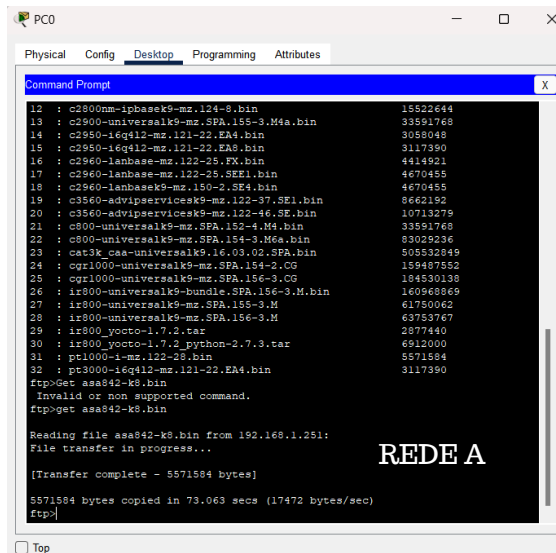 PC0
Physical Config Desktop Programming Attributes
Command Prompt X
12 : c2800nm-ipbasek9-mz.124-8.bin 15522644
13 : c2900-universalk9-mz.SPA.155-3.M4a.bin 33591768
14 : c2950-i6q4l2-mz.121-22.EA4.bin 3058048
15 : c2950-i6q4l2-mz.121-22.EA8.bin 3117390
16 : c2960-lanbase-mz.122-25.FX.bin 4414921
17 : c2960-lanbase-mz.122-25.SEE1.bin 4670455
18 : c2960-lanbasek9-mz.150-2.SE4.bin 4670455
19 : c3560-advipservicesk9-mz.122-37.SE1.bin 8662192
20 : c3560-advipservicesk9-mz.122-46.SE.bin 10713279
21 : c800-universalk9-mz.SPA.152-4.M4.bin 33591768
22 : c800-universalk9-mz.SPA.154-3.M6a.bin 83029236
23 : cat3k_caa-universalk9.16.03.02.SPA.bin 505532849
24 : cgr1000-universalk9-mz.SPA.154-2.CG 159487552
25 : cgr1000-universalk9-mz.SPA.156-3.CG 184530138
26 : ir800-universalk9-bundle.SPA.156-3.M.bin 160968869
27 : ir800-universalk9-mz.SPA.155-3.M 61750062
28 : ir800-universalk9-mz.SPA.156-3.M 63753767
29 : ir800_yocto-1.7.2.tar 2877440
30 : ir800_yocto-1.7.2_python-2.7.3.tar 6912000
31 : pt1000-i-mz.122-28.bin 5571584
32 : pt3000-i6q4l2-mz.121-22.EA4.bin 3117390
ftp>Get asa842-k8.bin
Invalid or non supported command.
ftp>get asa842-k8.bin
Reading file asa842-k8.bin from 192.168.1.251:
File transfer in progress...
REDE A
[Transfer complete - 5571584 bytes]
5571584 bytes copied in 73.063 secs (17472 bytes/sec)
ftp>
Top